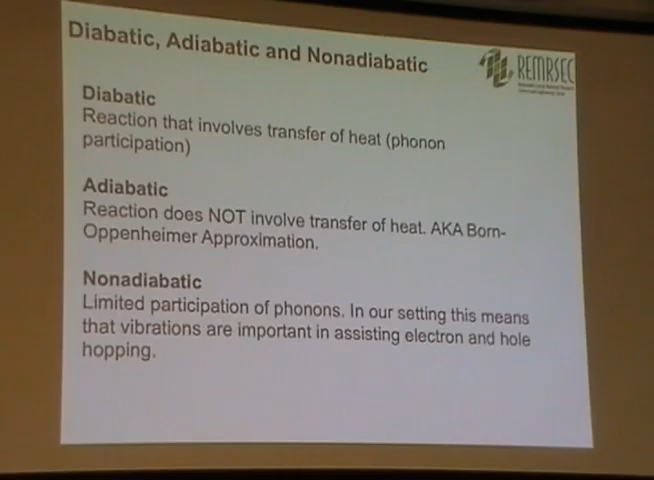 Diabatic, Adiabatic and Nonadiabatic
REMRSEC
Diabatic
Reaction that involves transfer of heat (phonon
participation)
Adiabatic
Reaction does NOT involve transfer of heat. AKA Born-
Oppenheimer Approximation.
Nonadiabatic
Limited participation of phonons. In our setting this means
that vibrations are important in assisting electron and hole
hopping.